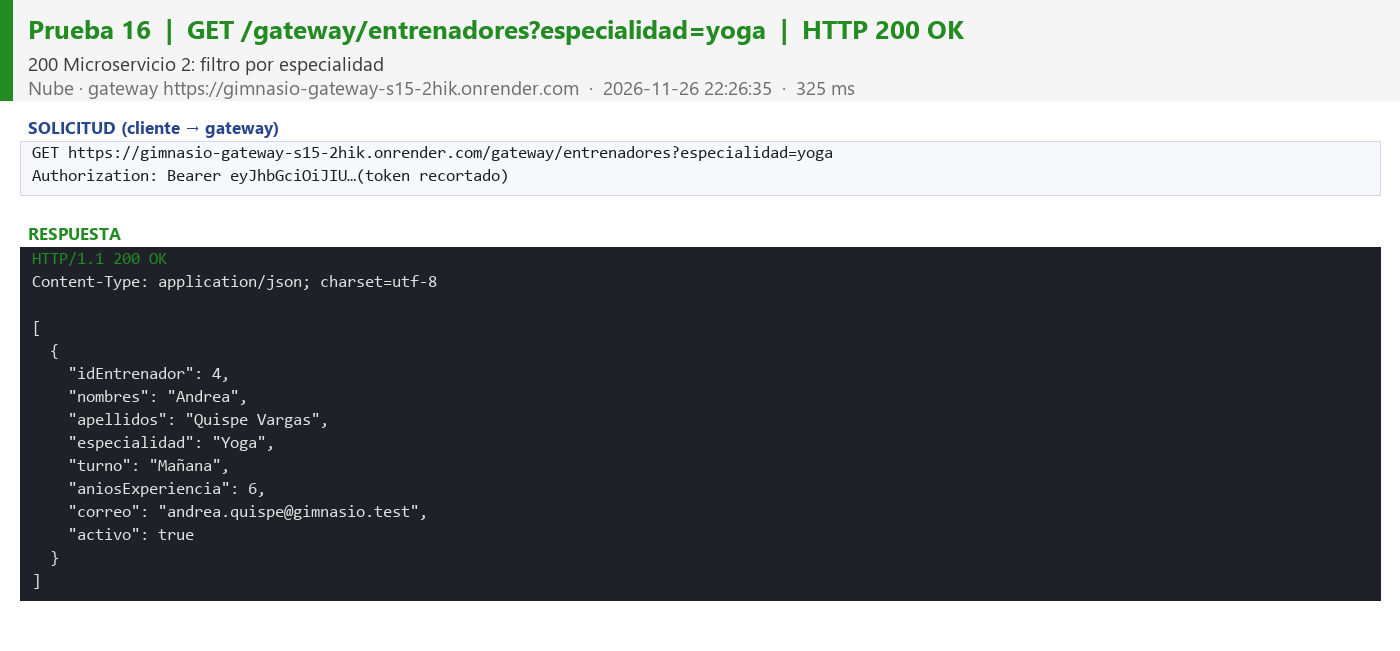 Prueba 16 | GET /gateway/entrenadores?especialidad=yoga | HTTP 200 OK
200 Microservicio 2: filtro por especialidad
Nube · gateway https://gimnasio-gateway-s15-2hik.onrender.com · 2026-11-26 22:26:35 · 325 ms
SOLICITUD (cliente → gateway)
GET https://gimnasio-gateway-s15-2hik.onrender.com/gateway/entrenadores?especialidad=yoga
Authorization: Bearer eyJhbGciOiJIU…(token recortado)
RESPUESTA
HTTP/1.1 200 OK
Content-Type: application/json; charset=utf-8
[
  {
    "idEntrenador": 4,
    "nombres": "Andrea",
    "apellidos": "Quispe Vargas",
    "especialidad": "Yoga",
    "turno": "Mañana",
    "aniosExperiencia": 6,
    "correo": "andrea.quispe@gimnasio.test",
    "activo": true
  }
]